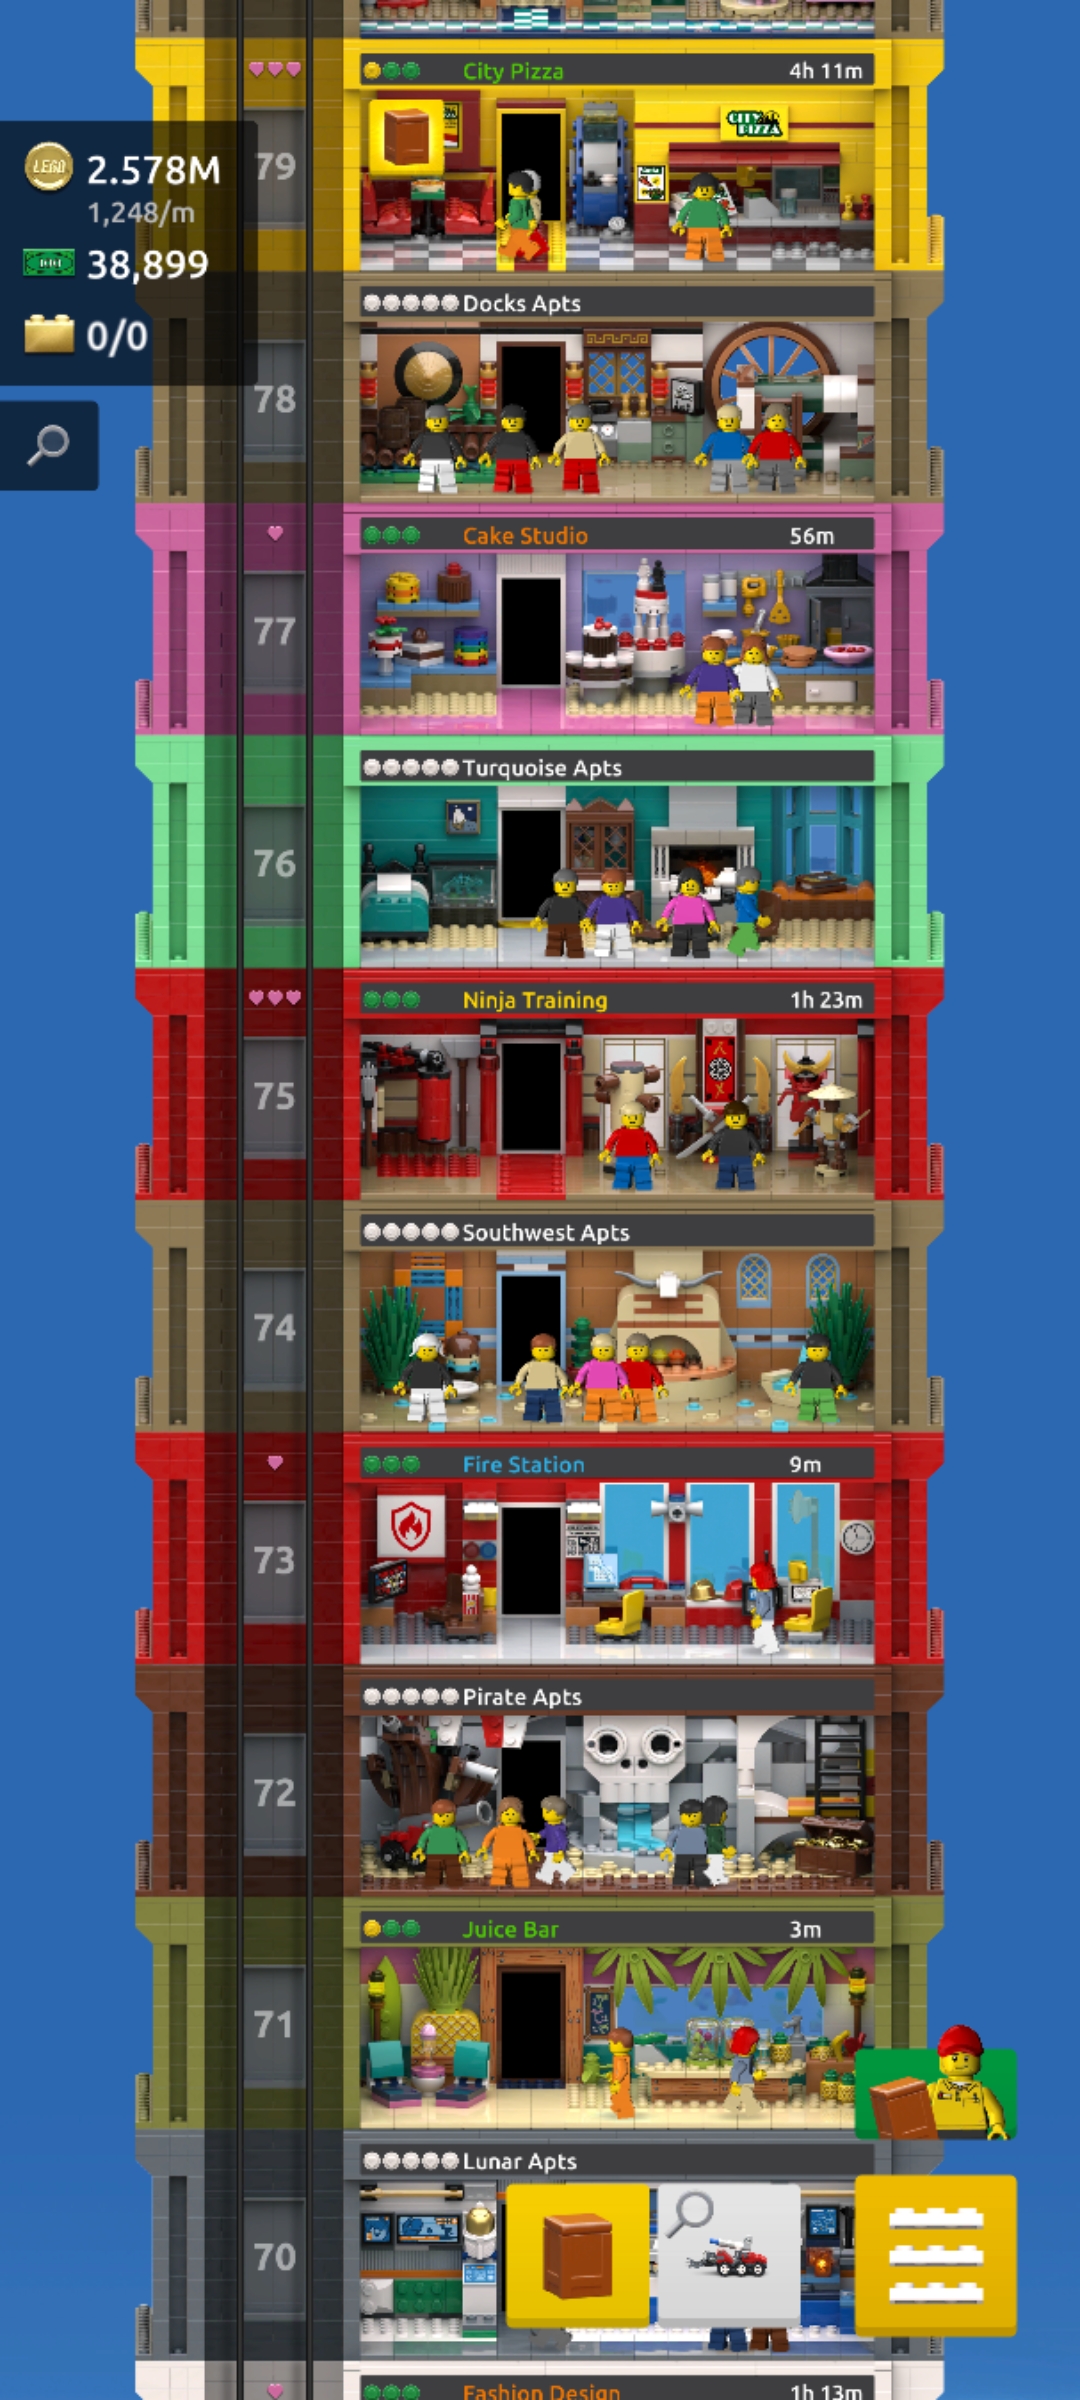 City Pizza 4h 11m
CITY PIZZA
79
LEGO 2.578M
1,248/m
38,899
0/0
Docks Apts
78
Cake Studio 56m
77
Turquoise Apts
76
Ninja Training 1h 23m
75
Southwest Apts
74
Fire Station 9m
73
Pirate Apts
72
Juice Bar 3m
71
Lunar Apts
70
Fashion Design 1h 13m